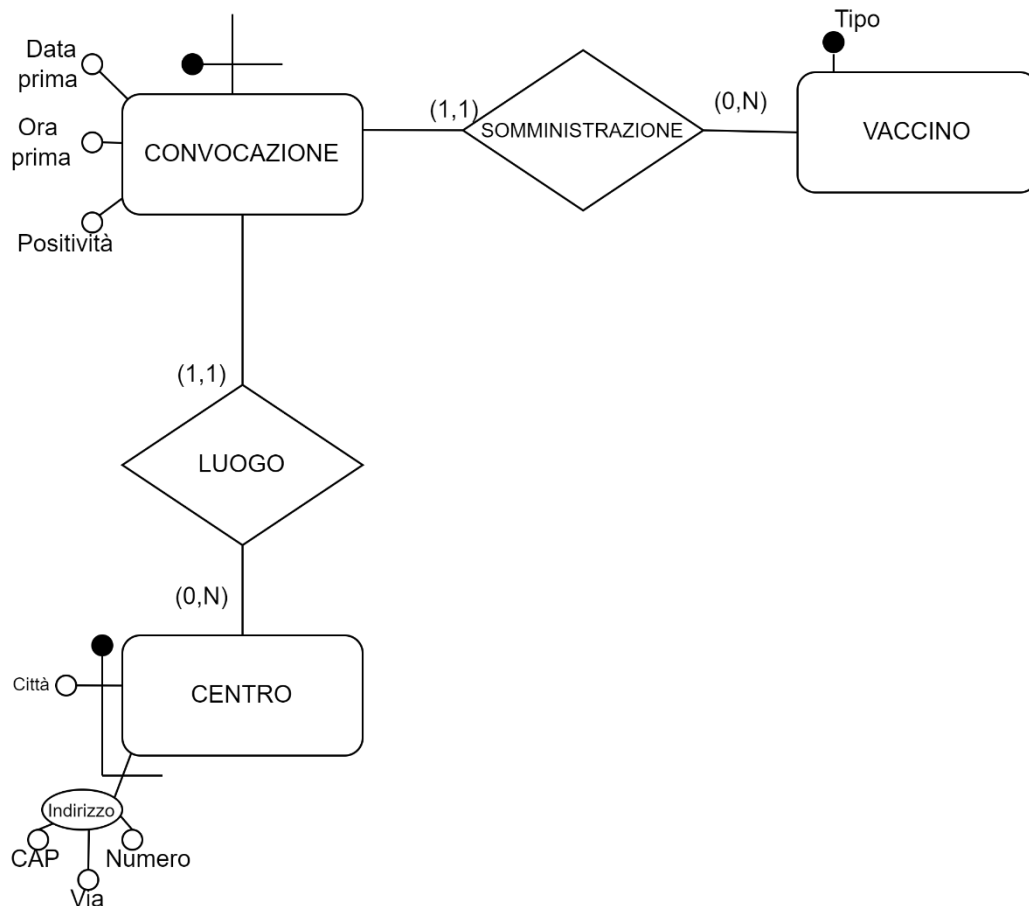 Tipo
Data
prima
Ora
prima
Positività
CONVOCAZIONE
(1,1)
SOMMINISTRAZIONE
(0,N)
VACCINO
(1,1)
LUOGO
(0,N)
Città
CENTRO
Indirizzo
CAP
Numero
Via